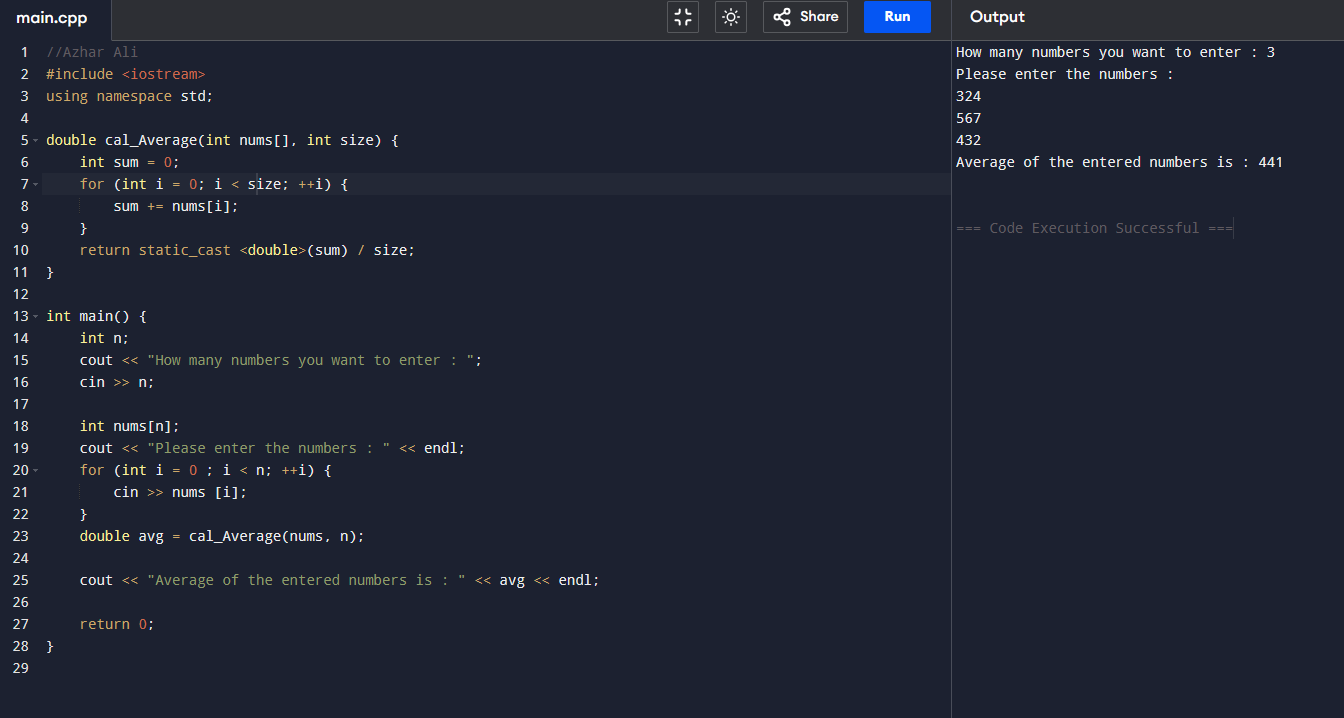 main.cpp
Share
Run
Output
1 //Azhar Ali
2 #include <iostream>
3 using namespace std;
4
5 double cal_Average(int nums[], int size) {
6     int sum = 0;
7     for (int i = 0; i < size; ++i) {
8         sum += nums[i];
9     }
10     return static_cast <double>(sum) / size;
11 }
12
13 int main() {
14     int n;
15     cout << "How many numbers you want to enter : ";
16     cin >> n;
17
18     int nums[n];
19     cout << "Please enter the numbers : " << endl;
20     for (int i = 0 ; i < n; ++i) {
21         cin >> nums [i];
22     }
23     double avg = cal_Average(nums, n);
24
25     cout << "Average of the entered numbers is : " << avg << endl;
26
27     return 0;
28 }
29
How many numbers you want to enter : 3
Please enter the numbers :
324
567
432
Average of the entered numbers is : 441
=== Code Execution Successful ===